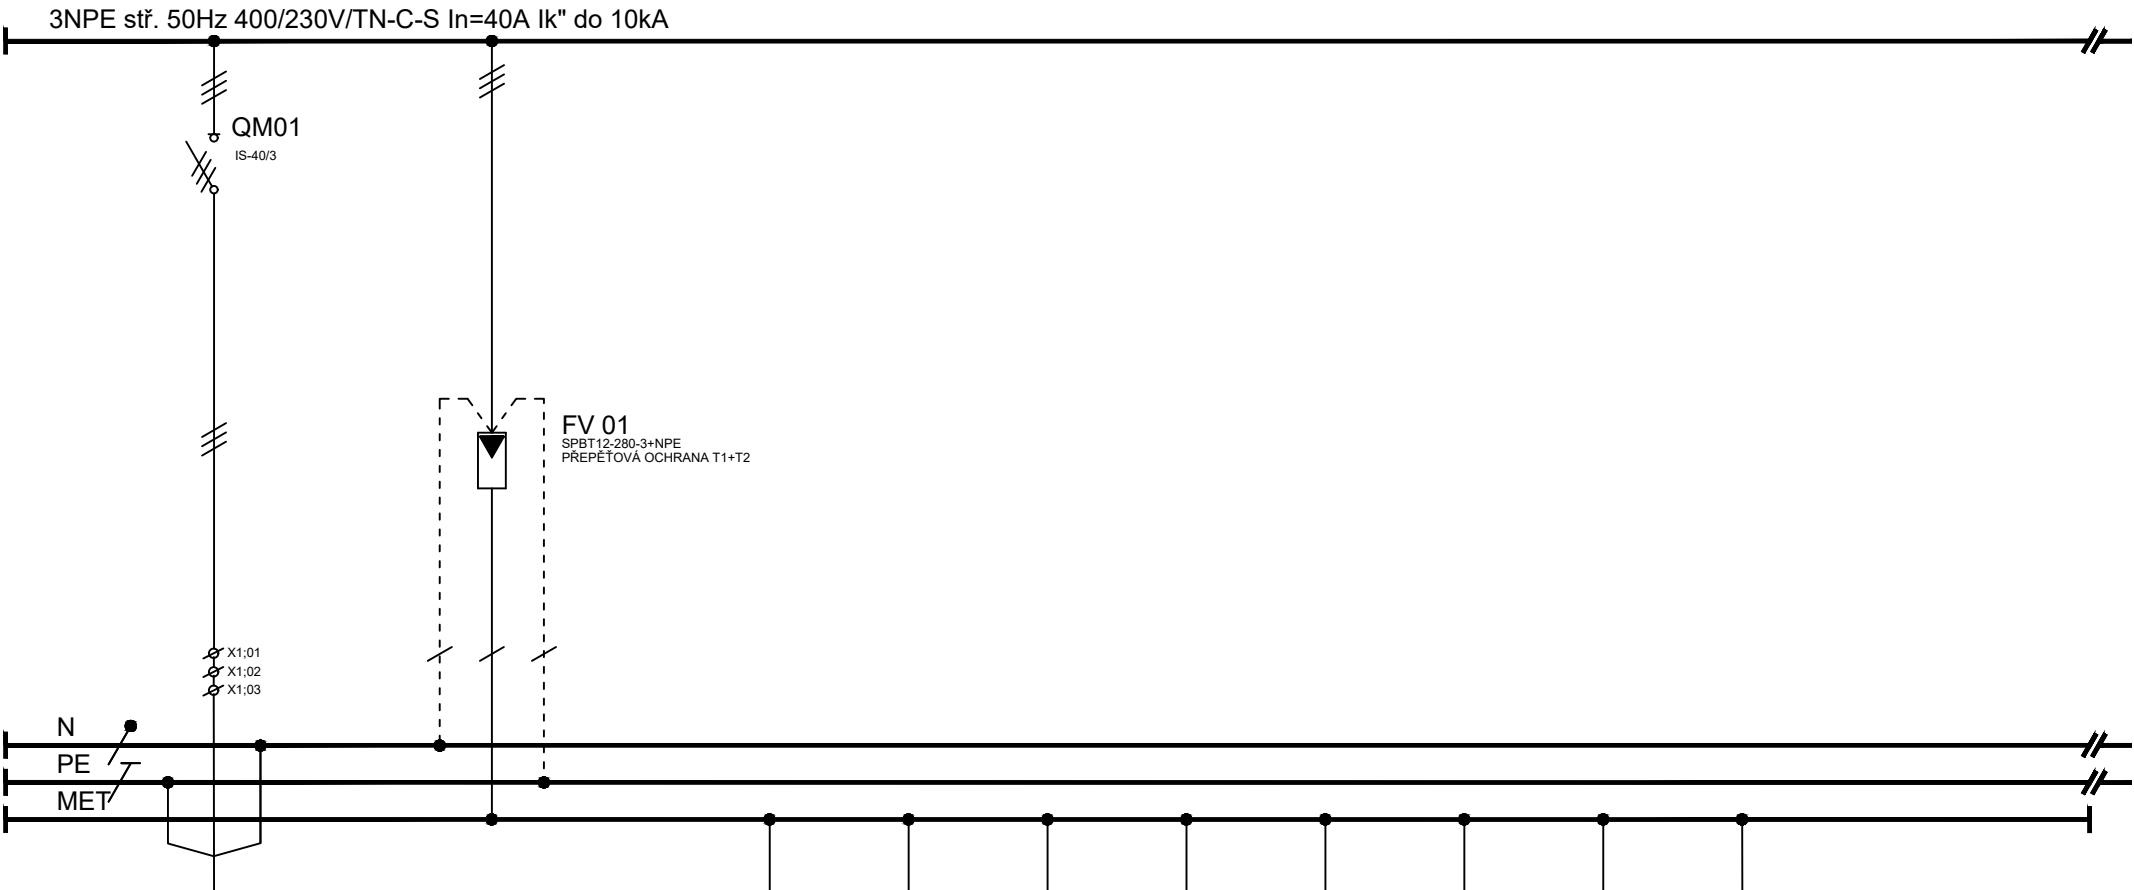 3NPE stř. 50Hz 400/230V/TN-C-S In=40A Ik" do 10kA
QM01
IS-40/3
FV 01
SPBT12-280-3+NPE
PŘEPĚŤOVÁ OCHRANA T1+T2
X1;01
X1;02
X1;03
N
PE
MET